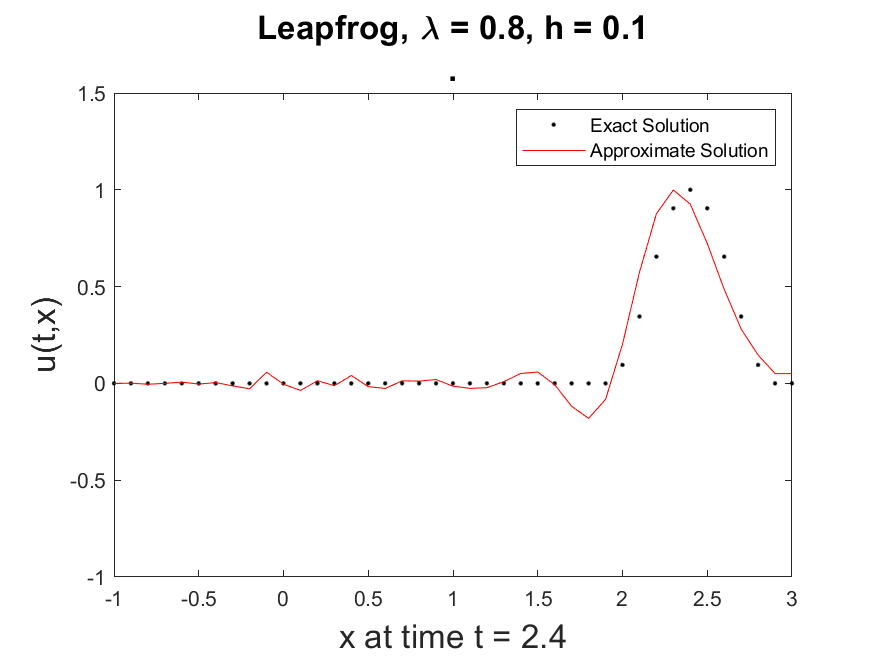 Leapfrog, λ = 0.8, h = 0.1
.
1.5
1
0.5
0
-0.5
-1
u(t,x)
Exact Solution
Approximate Solution
-1 -0.5 0 0.5 1 1.5 2 2.5 3
x at time t = 2.4